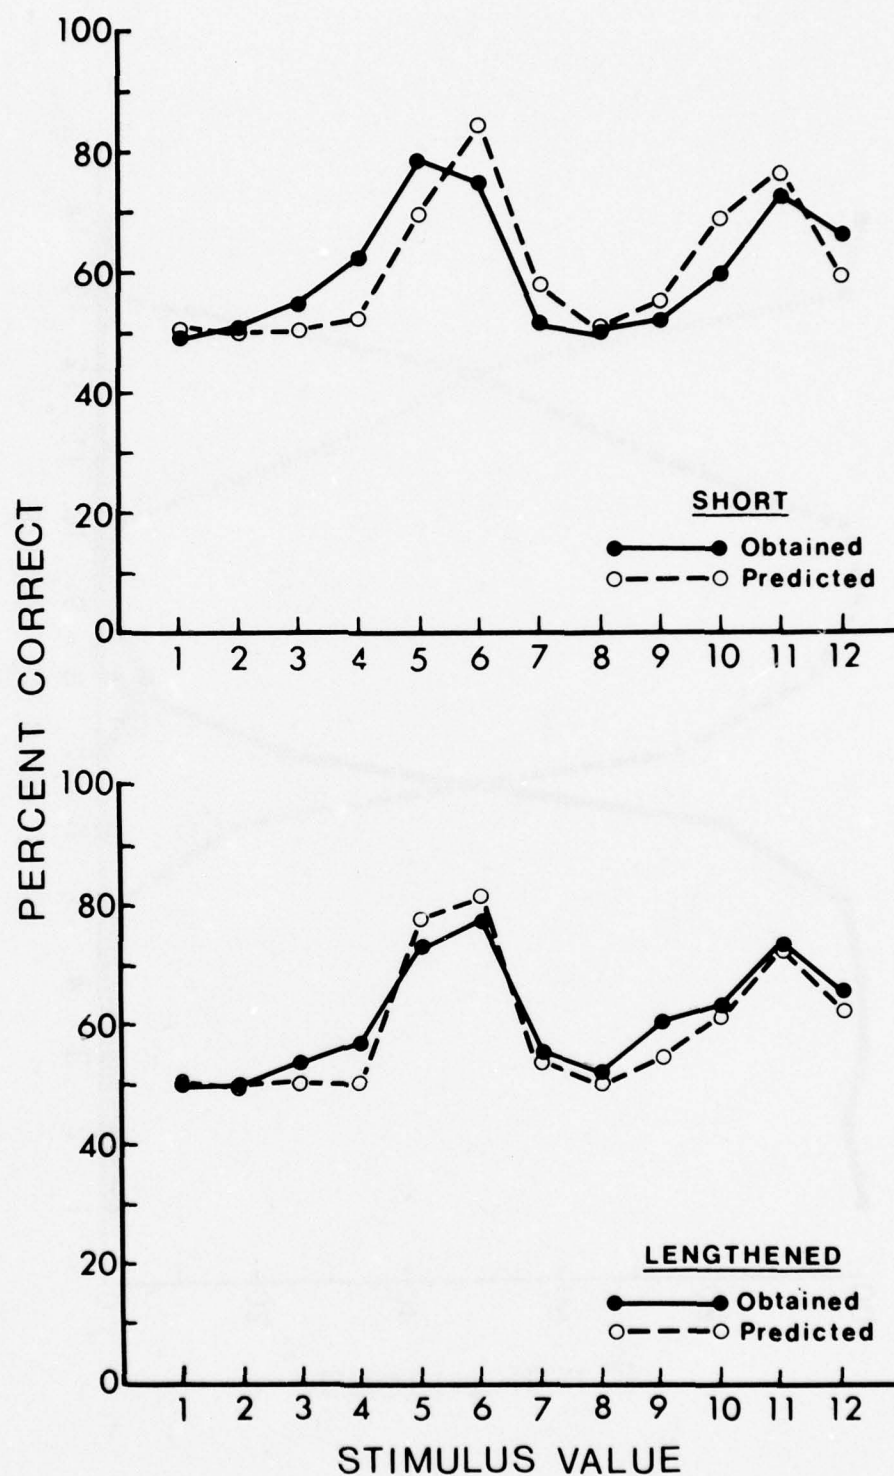 100
80
60
40
20
0
SHORT
Obtained
Predicted
1 2 3 4 5 6 7 8 9 10 11 12
PERCENT CORRECT
100
80
60
40
20
0
LENGTHENED
Obtained
Predicted
1 2 3 4 5 6 7 8 9 10 11 12
STIMULUS VALUE